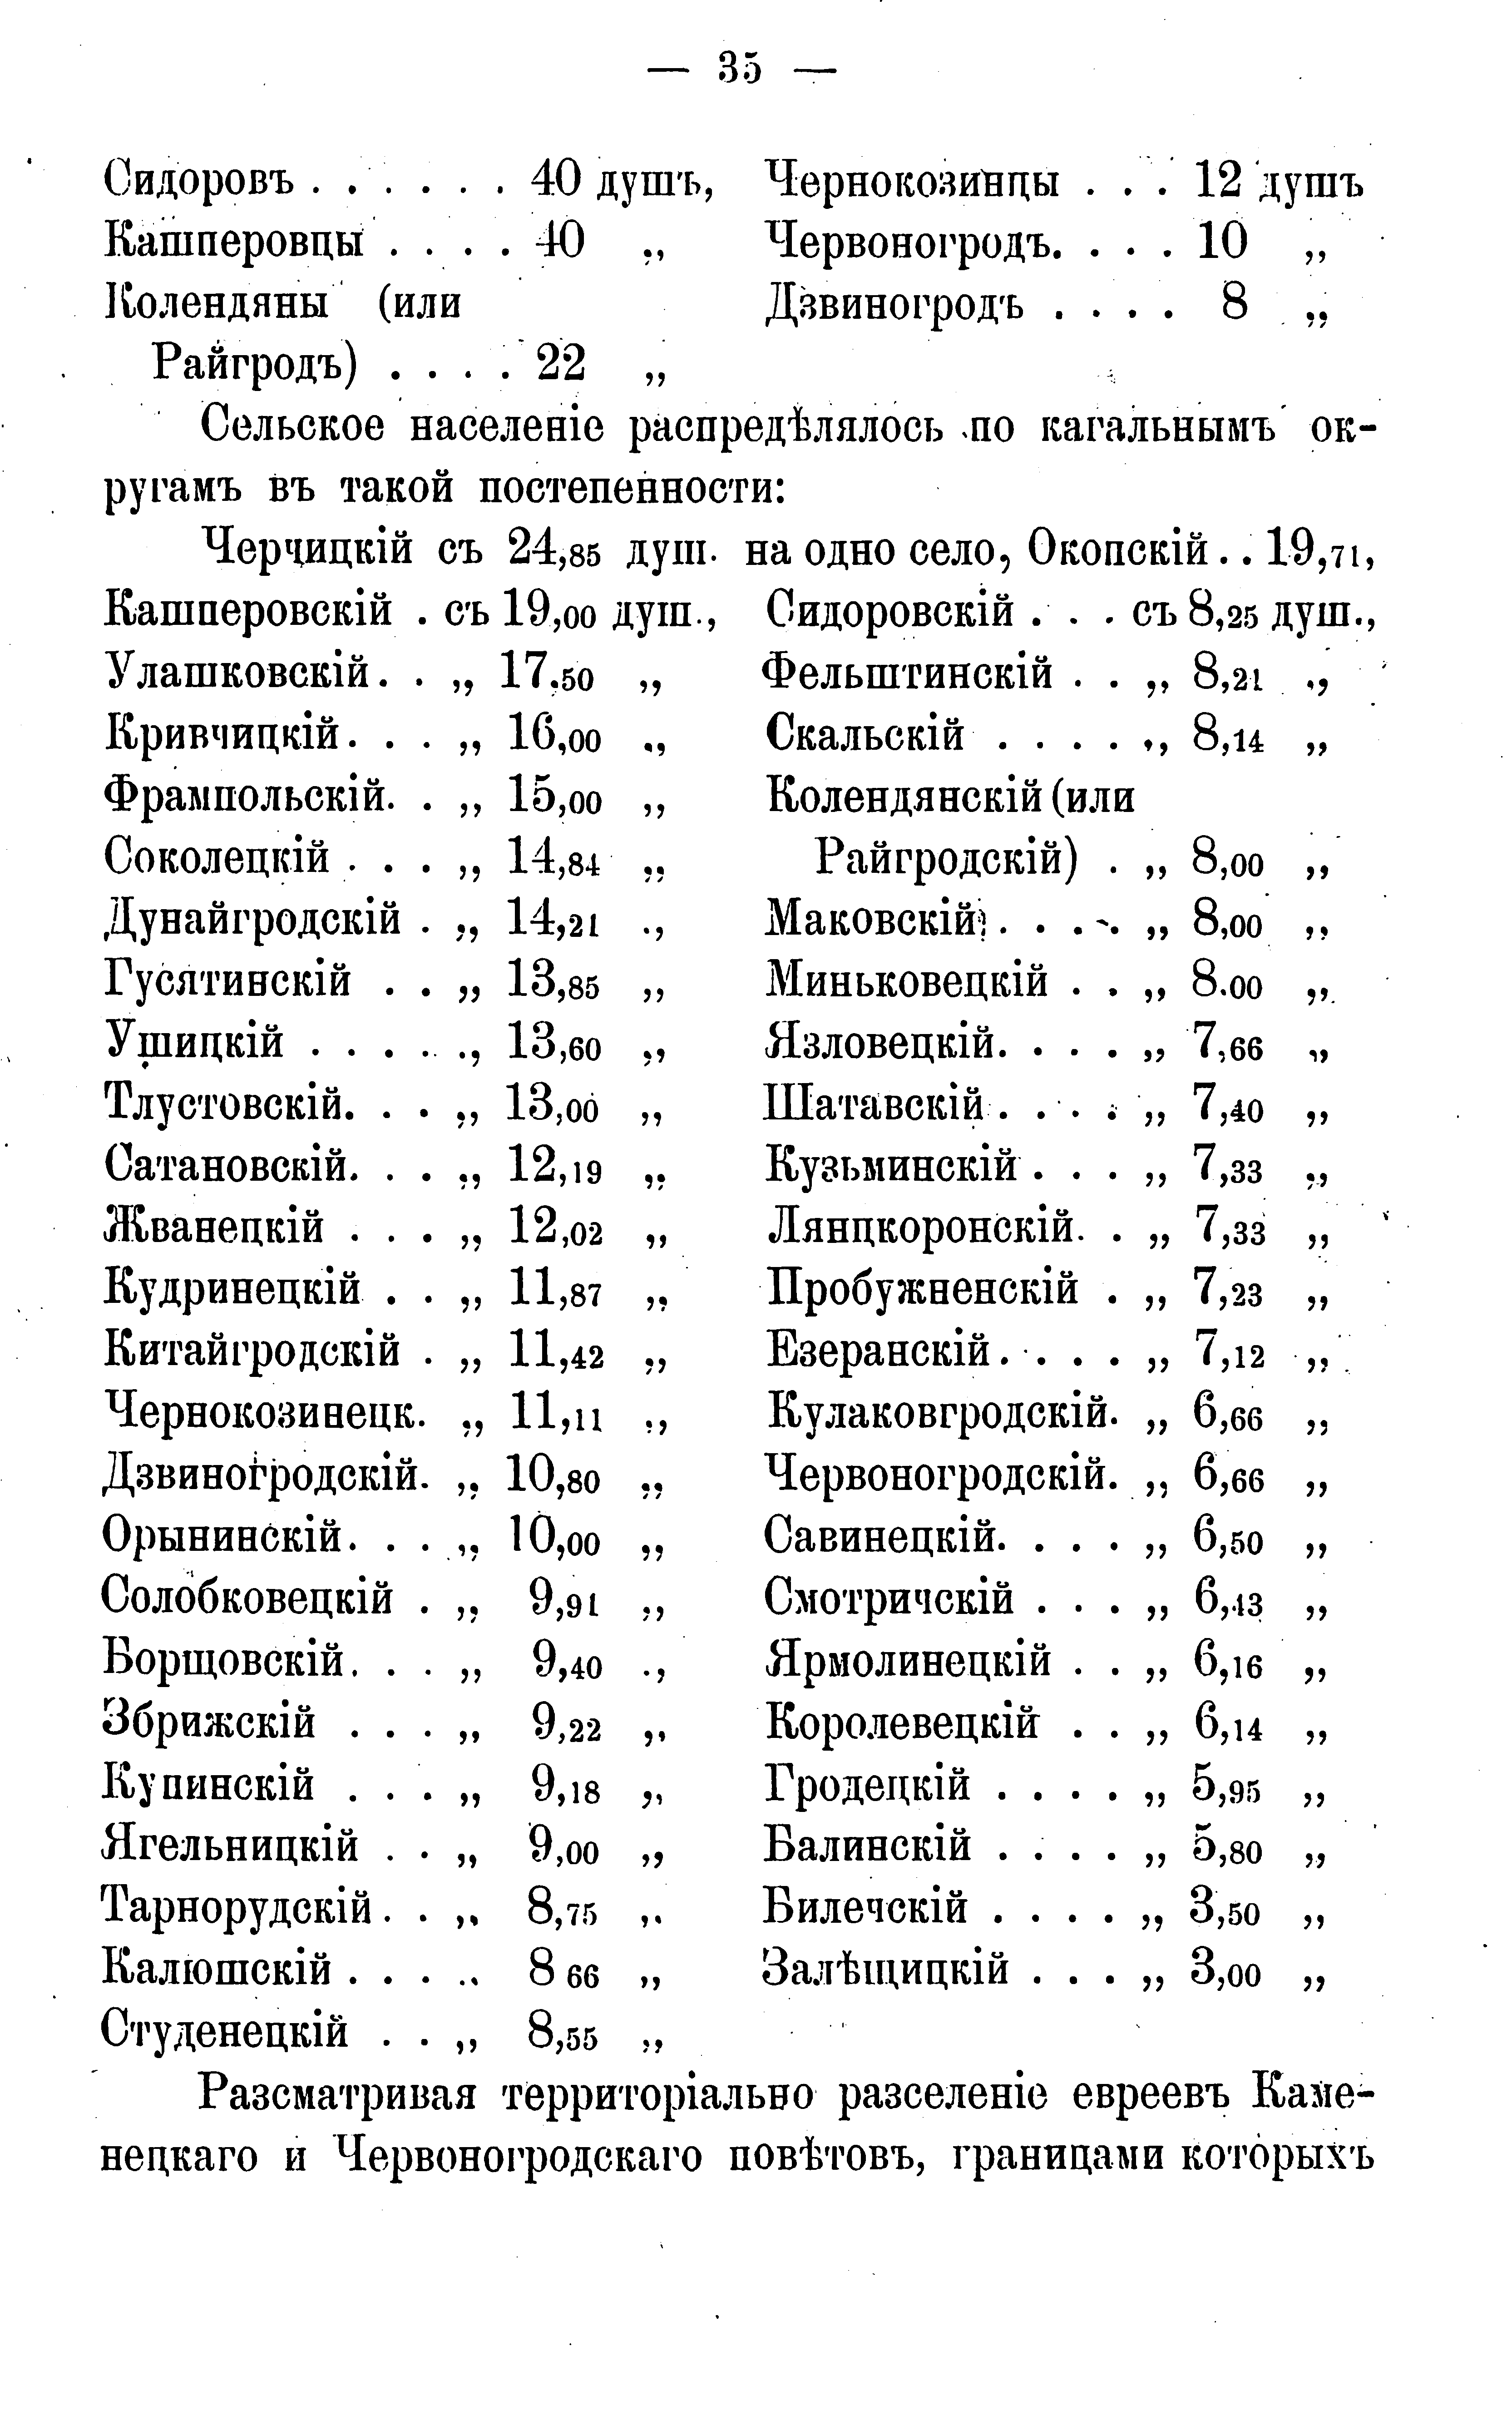 — 35 —
Сидоровъ . . . . . . 40 душъ, Чернокозинцы . . . 12 душъ
Кашперовцы . . . . 40 „ Червоногродъ. . . . 10 „
Колендяны (или Дзвиногродъ . . . . 8 „
Райгродъ) . . . . 22 „
Сельское населеніе распредѣлялось по кагальнымъ ок-
ругамъ въ такой постепенности:
Черчицкій съ 24,85 душ. на одно село, Окопскій . . 19,71,
Кашперовскій . съ 19,00 душ., Сидоровскій . . . съ 8,25 душ.,
Улашковскій. . „ 17.50 „ Фельштинскій . . „ 8,21 „
Кривчицкій. . . „ 16,00 „ Скальскій . . . . „ 8,14 „
Фрампольскій. . „ 15,00 „ Колендянскій (или
Соколецкій . . . „ 14,84 „ Райгродскій) . „ 8,00 „
Дунайгродскій . „ 14,21 „ Маковскій . . . . „ 8,00 „
Гусятинскій . . „ 13,85 „ Миньковецкій . . „ 8.00 „
Ушицкій . . . . . „ 13,60 „ Язловецкій. . . . „ 7,66 „
Тлустовскій. . . „ 13,00 „ Шатавскій . . . . „ 7,40 „
Сатановскій. . . „ 12,19 „ Кузьминскій . . . „ 7,33 „
Жванецкій . . . „ 12,02 „ Лянцкоронскій. . „ 7,33 „
Кудринецкій . . „ 11,87 „ Пробужненскій . „ 7,23 „
Китайгродскій . „ 11,42 „ Езеранскій. . . . „ 7,12 „
Чернокозинецк. „ 11,11 „ Кулаковгродскій. „ 6,66 „
Дзвиногродскій. „ 10,80 „ Червоногродскій. „ 6,66 „
Орынинскій. . . „ 10,00 „ Савинецкій. . . . „ 6,50 „
Солобковецкій . „ 9,91 „ Смотричскій . . . „ 6,43 „
Борщовскій. . . „ 9,40 „ Ярмолинецкій . . „ 6,16 „
Збрижскій . . . „ 9,22 „ Королевецкій . . „ 6,14 „
Купинскій . . . „ 9,18 „ Гродецкій . . . . „ 5,95 „
Ягельницкій . . „ 9,00 „ Балинскій . . . . „ 5,80 „
Тарнорудскій . . „ 8,75 „ Билечскій . . . . „ 3,50 „
Калюшскій . . . . „ 8 66 „ Залѣщицкій . . . „ 3,00 „
Студенецкій . . „ 8,55 „
Разсматривая территоріально разселеніе евреевъ Каме-
нецкаго и Червоногродскаго повѣтовъ, границами которыхъ